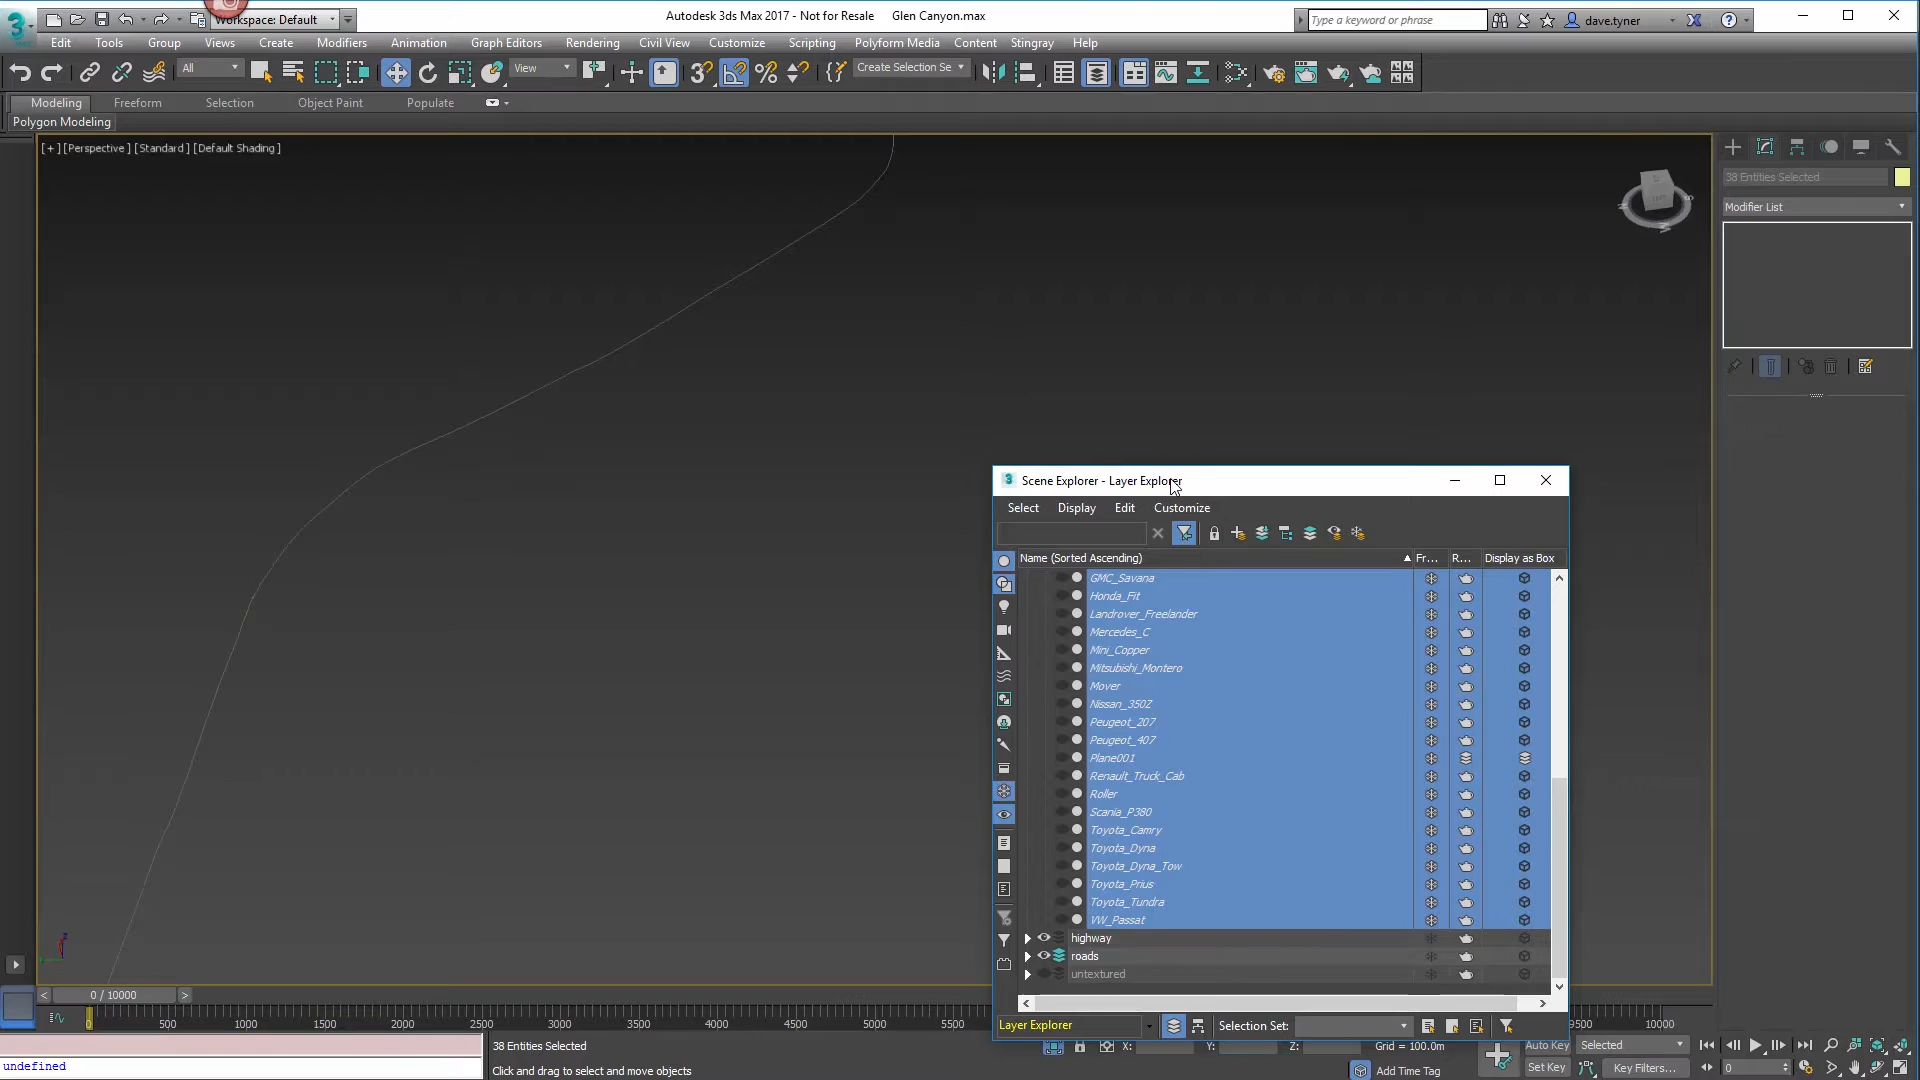 Workspace: Default
Autodesk 3ds Max 2017 - Not for Resale    Glen Canyon.max
Type a keyword or phrase
dave.tyner
Edit Tools Group Views Create Modifiers Animation Graph Editors Rendering Civil View Customize Scripting Polyform Media Content Stingray Help
All
View
Create Selection Se
Modeling Freeform Selection Object Paint Populate
Polygon Modeling
[+] [Perspective] [Standard] [Default Shading]
38 Entities Selected
Modifier List
Scene Explorer - Layer Explorer
Select Display Edit Customize
Name (Sorted Ascending) Fr... R... Display as Box
GMC_Savana
Honda_Fit
Landrover_Freelander
Mercedes_C
Mini_Copper
Mitsubishi_Montero
Mover
Nissan_350Z
Peugeot_207
Peugeot_407
Plane001
Renault_Truck_Cab
Roller
Scania_P380
Toyota_Camry
Toyota_Dyna
Toyota_Dyna_Tow
Toyota_Prius
Toyota_Tundra
VW_Passat
highway
roads
untextured
Layer Explorer
Selection Set:
< 0 / 10000 >
0 500 1000 1500 2000 2500 3000 3500 4000 4500 5000 5500 9500 10000
38 Entities Selected
X: Y: Z: Grid = 100.0m
Auto Key Selected
undefined
Click and drag to select and move objects
Add Time Tag
Set Key Key Filters...
0